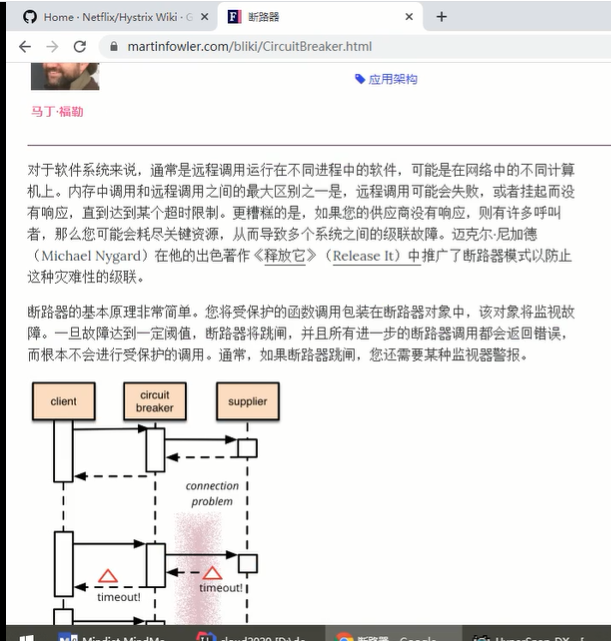 Home · Netflix/Hystrix Wiki · G
断路器
martinfowler.com/bliki/CircuitBreaker.html
应用架构
马丁·福勒
对于软件系统来说，通常是远程调用运行在不同进程中的软件，可能是在网络中的不同计算
机上。内存中调用和远程调用之间的最大区别之一是，远程调用可能会失败，或者挂起而没
有响应，直到达到某个超时限制。更糟糕的是，如果您的供应商没有响应，则有许多呼叫
者，那么您可能会耗尽关键资源，从而导致多个系统之间的级联故障。迈克尔·尼加德
（Michael Nygard）在他的出色著作《释放它》（Release It）中推广了断路器模式以防止
这种灾难性的级联。
断路器的基本原理非常简单。您将受保护的函数调用包装在断路器对象中，该对象将监视故
障。一旦故障达到一定阈值，断路器将跳闸，并且所有进一步的断路器调用都会返回错误，
而根本不会进行受保护的调用。通常，如果断路器跳闸，您还需要某种监视器警报。
client
circuit
breaker
supplier
connection
problem
timeout!
timeout!